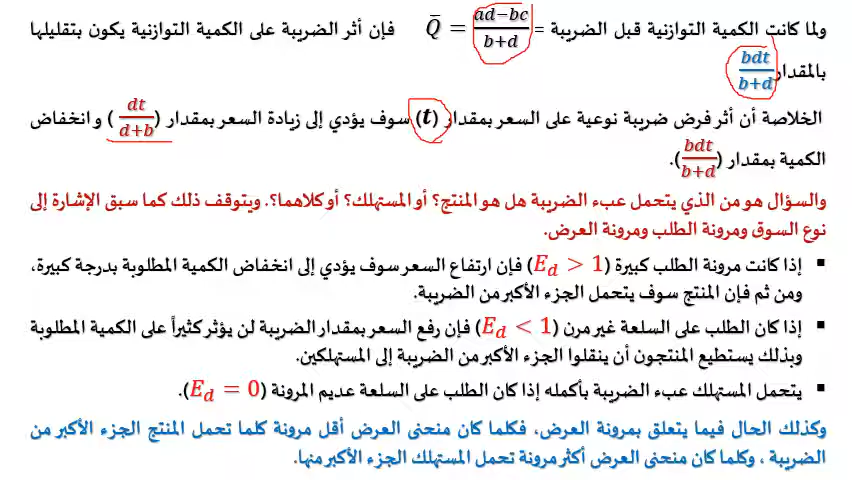 ولما كانت الكمية التوازنية قبل الضريبة = Q̄ = (ad−bc)/(b+d) فإن أثر الضريبة على الكمية التوازنية يكون بتقليلها
بالمقدار bdt/(b+d)
الخلاصة أن أثر فرض ضريبة نوعية على السعر بمقدار (t) سوف يؤدي إلى زيادة السعر بمقدار (dt/(d+b)) وانخفاض
الكمية بمقدار (bdt/(b+d)).
والسؤال هو من الذي يتحمل عبء الضريبة هل هو المنتج؟ أو المستهلك؟ أو كلاهما؟. ويتوقف ذلك كما سبق الإشارة إلى
نوع السوق ومرونة الطلب ومرونة العرض.
▪ إذا كانت مرونة الطلب كبيرة (E_d > 1) فإن ارتفاع السعر سوف يؤدي إلى انخفاض الكمية المطلوبة بدرجة كبيرة،
ومن ثم فإن المنتج سوف يتحمل الجزء الأكبر من الضريبة.
▪ إذا كان الطلب على السلعة غير مرن (E_d < 1) فإن رفع السعر بمقدار الضريبة لن يؤثر كثيراً على الكمية المطلوبة
وبذلك يستطيع المنتجون أن ينقلوا الجزء الأكبر من الضريبة إلى المستهلكين.
▪ يتحمل المستهلك عبء الضريبة بأكمله إذا كان الطلب على السلعة عديم المرونة (E_d = 0).
وكذلك الحال فيما يتعلق بمرونة العرض، فكلما كان منحنى العرض أقل مرونة كلما تحمل المنتج الجزء الأكبر من
الضريبة ، وكلما كان منحنى العرض أكثر مرونة تحمل المستهلك الجزء الأكبر منها.